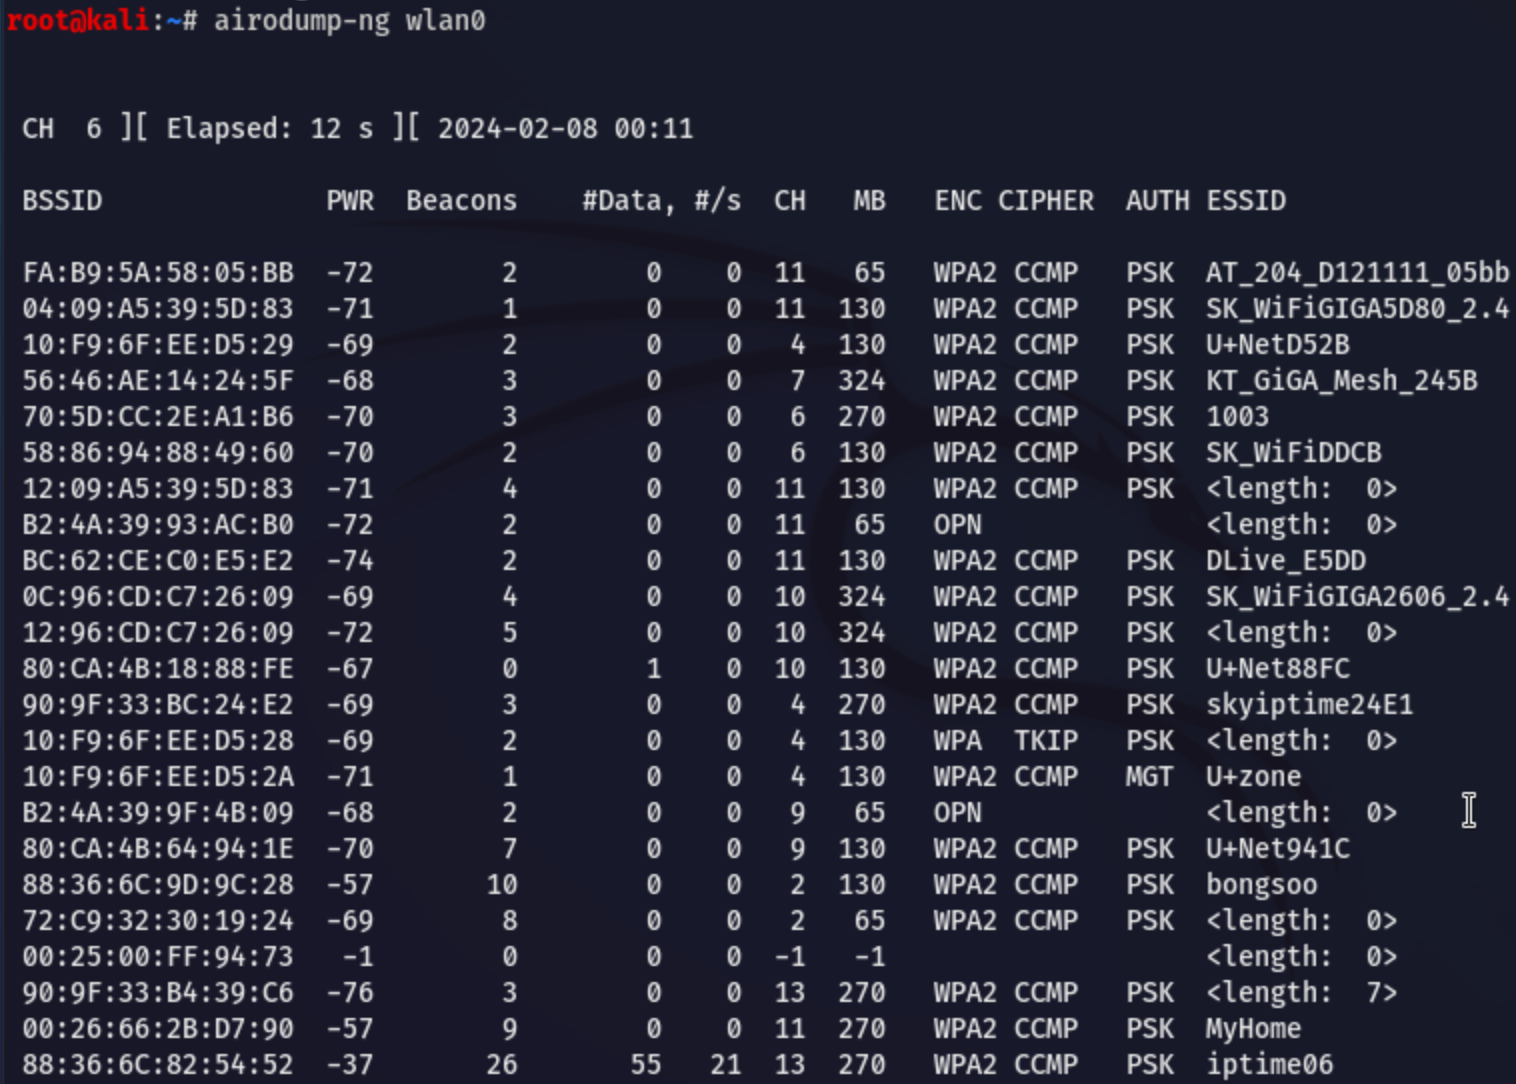 root@kali:~# airodump-ng wlan0
CH  6 ][ Elapsed: 12 s ][ 2024-02-08 00:11
BSSID              PWR  Beacons    #Data, #/s  CH   MB   ENC CIPHER  AUTH ESSID
FA:B9:5A:58:05:BB  -72        2        0    0  11   65   WPA2 CCMP   PSK  AT_204_D121111_05bb
04:09:A5:39:5D:83  -71        1        0    0  11  130   WPA2 CCMP   PSK  SK_WiFiGIGA5D80_2.4
10:F9:6F:EE:D5:29  -69        2        0    0   4  130   WPA2 CCMP   PSK  U+NetD52B
56:46:AE:14:24:5F  -68        3        0    0   7  324   WPA2 CCMP   PSK  KT_GiGA_Mesh_245B
70:5D:CC:2E:A1:B6  -70        3        0    0   6  270   WPA2 CCMP   PSK  1003
58:86:94:88:49:60  -70        2        0    0   6  130   WPA2 CCMP   PSK  SK_WiFiDDCB
12:09:A5:39:5D:83  -71        4        0    0  11  130   WPA2 CCMP   PSK  <length:  0>
B2:4A:39:93:AC:B0  -72        2        0    0  11   65   OPN              <length:  0>
BC:62:CE:C0:E5:E2  -74        2        0    0  11  130   WPA2 CCMP   PSK  DLive_E5DD
0C:96:CD:C7:26:09  -69        4        0    0  10  324   WPA2 CCMP   PSK  SK_WiFiGIGA2606_2.4
12:96:CD:C7:26:09  -72        5        0    0  10  324   WPA2 CCMP   PSK  <length:  0>
80:CA:4B:18:88:FE  -67        0        1    0  10  130   WPA2 CCMP   PSK  U+Net88FC
90:9F:33:BC:24:E2  -69        3        0    0   4  270   WPA2 CCMP   PSK  skyiptime24E1
10:F9:6F:EE:D5:28  -69        2        0    0   4  130   WPA  TKIP   PSK  <length:  0>
10:F9:6F:EE:D5:2A  -71        1        0    0   4  130   WPA2 CCMP   MGT  U+zone
B2:4A:39:9F:4B:09  -68        2        0    0   9   65   OPN              <length:  0>
80:CA:4B:64:94:1E  -70        7        0    0   9  130   WPA2 CCMP   PSK  U+Net941C
88:36:6C:9D:9C:28  -57       10        0    0   2  130   WPA2 CCMP   PSK  bongsoo
72:C9:32:30:19:24  -69        8        0    0   2   65   WPA2 CCMP   PSK  <length:  0>
00:25:00:FF:94:73   -1        0        0    0  -1   -1                    <length:  0>
90:9F:33:B4:39:C6  -76        3        0    0  13  270   WPA2 CCMP   PSK  <length:  7>
00:26:66:2B:D7:90  -57        9        0    0  11  270   WPA2 CCMP   PSK  MyHome
88:36:6C:82:54:52  -37       26       55   21  13  270   WPA2 CCMP   PSK  iptime06